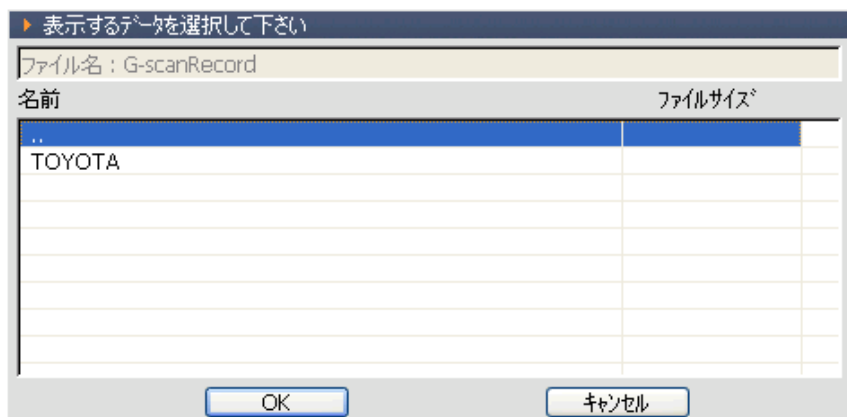 表示するﾃﾞｰﾀを選択して下さい
ﾌｧｲﾙ名：G-scanRecord
名前 ﾌｧｲﾙｻｲｽﾞ
..
TOYOTA
OK ｷｬﾝｾﾙ